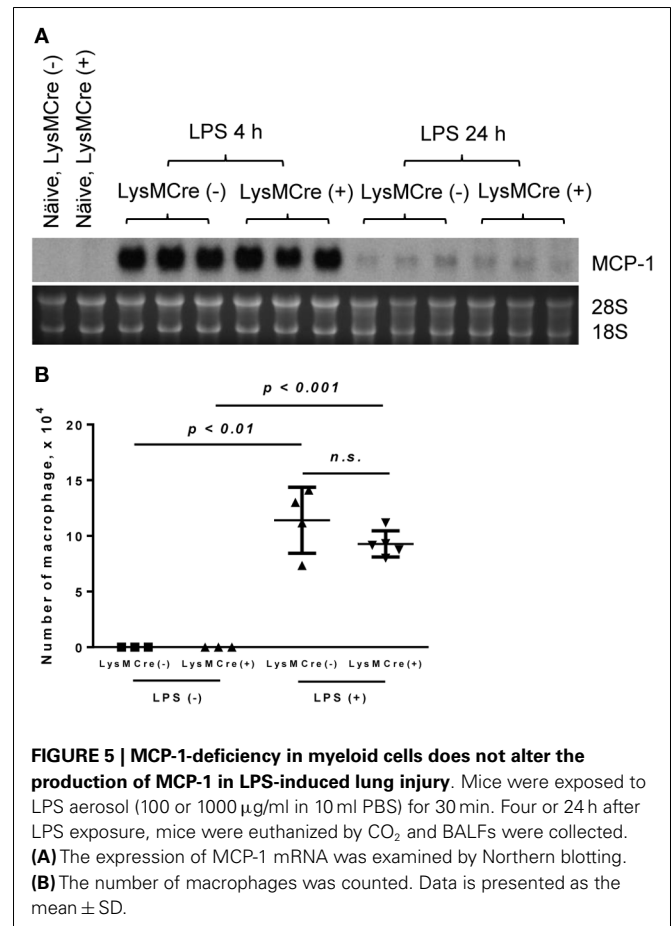 A
Näive, LysMCre (-)
Näive, LysMCre (+)
LPS 4 h
LPS 24 h
LysMCre (-)
LysMCre (+)
LysMCre (-)
LysMCre (+)
MCP-1
28S
18S
B
p < 0.001
p < 0.01
n.s.
Number of macrophage, x 10⁴
20
15
10
5
0
LysMCre(-)
LysMCre(+)
LysMCre(-)
LysMCre(+)
LPS (-)
LPS (+)
FIGURE 5 | MCP-1-deficiency in myeloid cells does not alter the
production of MCP-1 in LPS-induced lung injury. Mice were exposed to
LPS aerosol (100 or 1000 μg/ml in 10 ml PBS) for 30 min. Four or 24 h after
LPS exposure, mice were euthanized by CO₂ and BALFs were collected.
(A) The expression of MCP-1 mRNA was examined by Northern blotting.
(B) The number of macrophages was counted. Data is presented as the
mean ± SD.